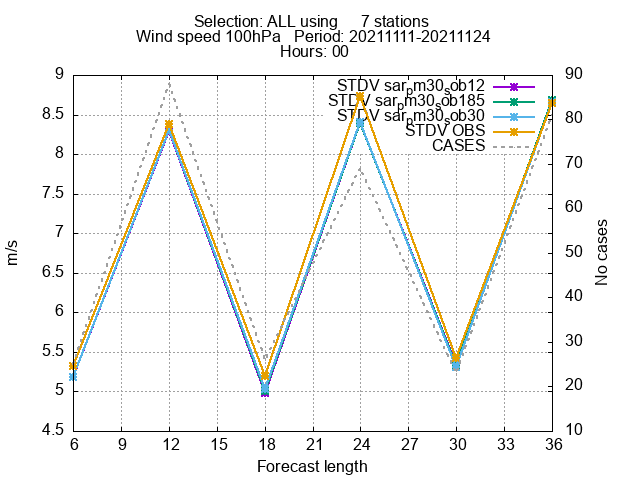 Selection: ALL using 7 stations
Wind speed 100hPa Period: 20211111-20211124
Hours: 00
STDV sarpm30sob12
STDV sarpm30sob185
STDV sarpm30sob30
STDV OBS
CASES
9
8.5
8
7.5
7
6.5
6
5.5
5
4.5
m/s
90
80
70
60
50
40
30
20
10
No cases
6 9 12 15 18 21 24 27 30 33 36
Forecast length